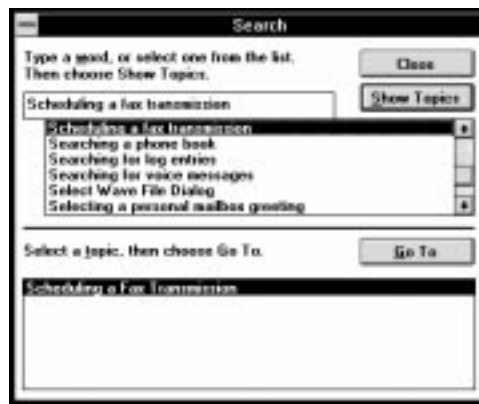 Search
Type a word, or select one from the list.
Then choose Show Topics.
Close
Show Topics
Scheduling a fax transmission
Scheduling a fax transmission
Searching a phone book
Searching for log entries
Searching for voice messages
Select Wave File Dialog
Selecting a personal mailbox greeting
Select a topic, then choose Go To.
Go To
Scheduling a Fax Transmission